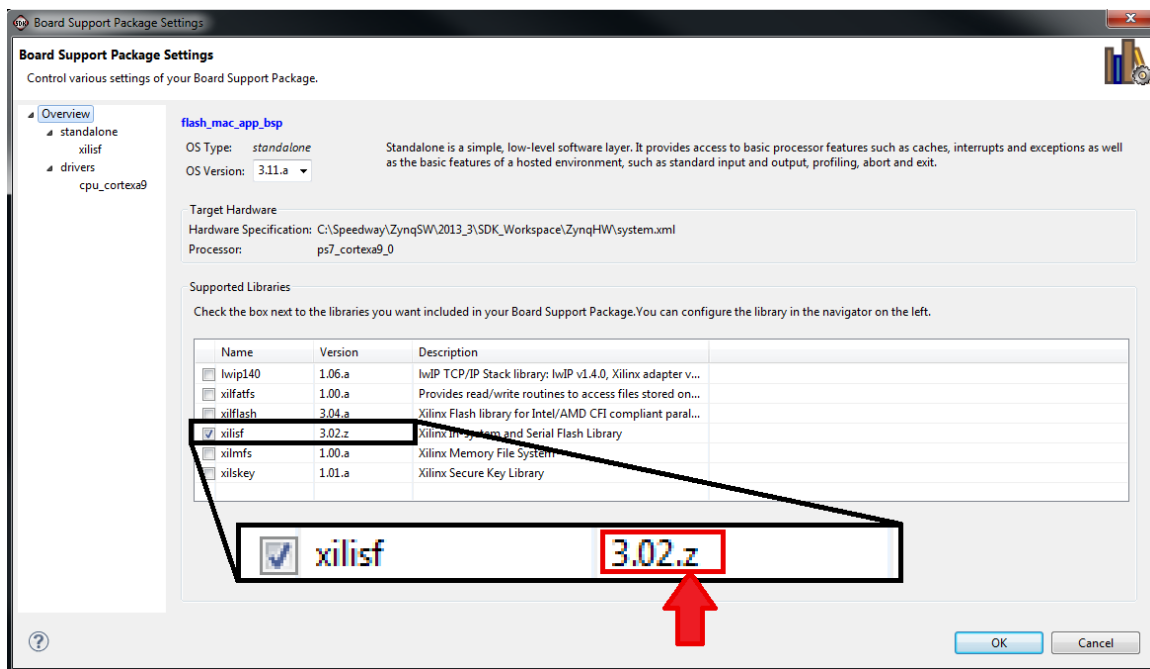 SDK Board Support Package Settings
Board Support Package Settings
Control various settings of your Board Support Package.
Overview
standalone
xilisf
drivers
cpu_cortexa9
flash_mac_app_bsp
OS Type: standalone
Standalone is a simple, low-level software layer. It provides access to basic processor features such as caches, interrupts and exceptions as well
as the basic features of a hosted environment, such as standard input and output, profiling, abort and exit.
OS Version: 3.11.a
Target Hardware
Hardware Specification: C:\Speedway\ZynqSW\2013_3\SDK_Workspace\ZynqHW\system.xml
Processor: ps7_cortexa9_0
Supported Libraries
Check the box next to the libraries you want included in your Board Support Package.You can configure the library in the navigator on the left.
Name Version Description
lwip140 1.06.a lwIP TCP/IP Stack library: lwIP v1.4.0, Xilinx adapter v...
xilfatfs 1.00.a Provides read/write routines to access files stored on...
xilflash 3.04.a Xilinx Flash library for Intel/AMD CFI compliant paral...
xilisf 3.02.z Xilinx In-system and Serial Flash Library
xilmfs 1.00.a Xilinx Memory File System
xilskey 1.01.a Xilinx Secure Key Library
xilisf 3.02.z
?
OK Cancel